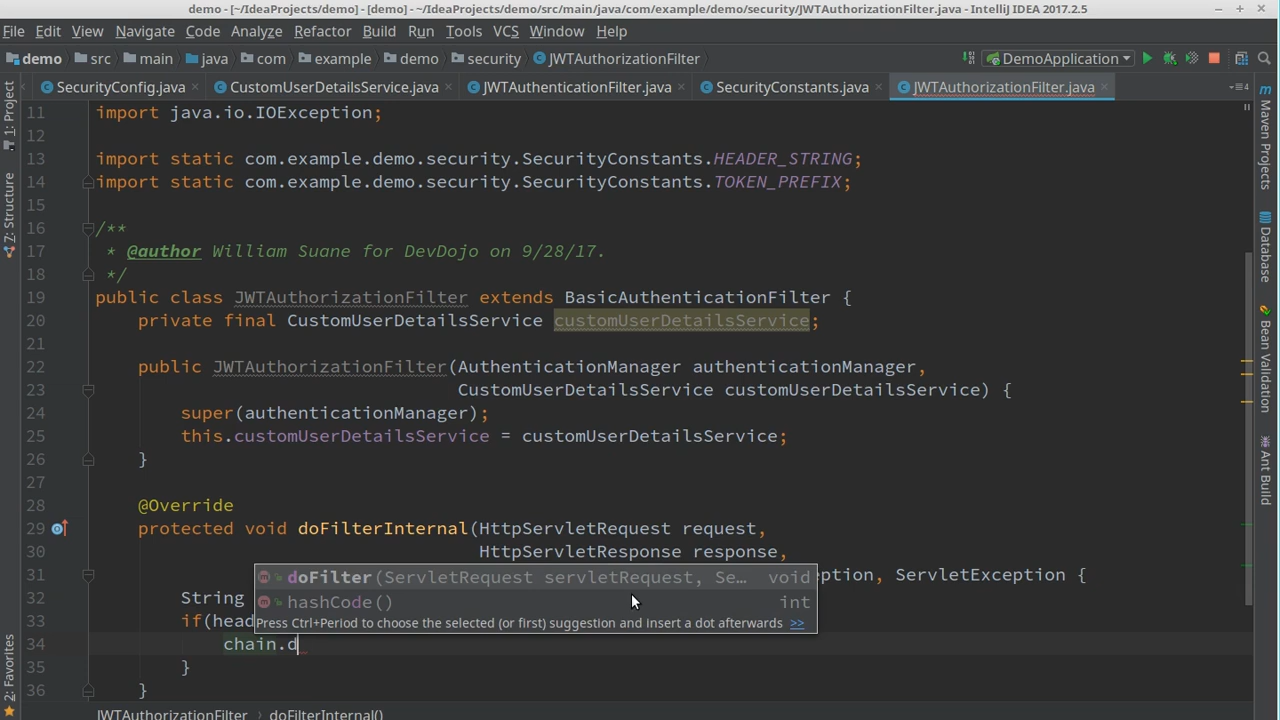 demo - [~/IdeaProjects/demo] - [demo] - ~/IdeaProjects/demo/src/main/java/com/example/demo/security/JWTAuthorizationFilter.java - IntelliJ IDEA 2017.2.5
File Edit View Navigate Code Analyze Refactor Build Run Tools VCS Window Help
demo src main java com example demo security JWTAuthorizationFilter DemoApplication
SecurityConfig.java CustomUserDetailsService.java JWTAuthenticationFilter.java SecurityConstants.java JWTAuthorizationFilter.java
1: Project
Z: Structure
2: Favorites
11 import java.io.IOException;
12
13 import static com.example.demo.security.SecurityConstants.HEADER_STRING;
14 import static com.example.demo.security.SecurityConstants.TOKEN_PREFIX;
15
16 /**
17 * @author William Suane for DevDojo on 9/28/17.
18 */
19 public class JWTAuthorizationFilter extends BasicAuthenticationFilter {
20 private final CustomUserDetailsService customUserDetailsService;
21
22 public JWTAuthorizationFilter(AuthenticationManager authenticationManager,
23 CustomUserDetailsService customUserDetailsService) {
24 super(authenticationManager);
25 this.customUserDetailsService = customUserDetailsService;
26 }
27
28 @Override
29 protected void doFilterInternal(HttpServletRequest request,
30 HttpServletResponse response,
31 ption, ServletException {
32 String
33 if(head
34 chain.d
35 }
36 }
doFilter(ServletRequest servletRequest, Se… void
hashCode() int
Press Ctrl+Period to choose the selected (or first) suggestion and insert a dot afterwards >>
JWTAuthorizationFilter > doFilterInternal()
Maven Projects
Database
Bean Validation
Ant Build